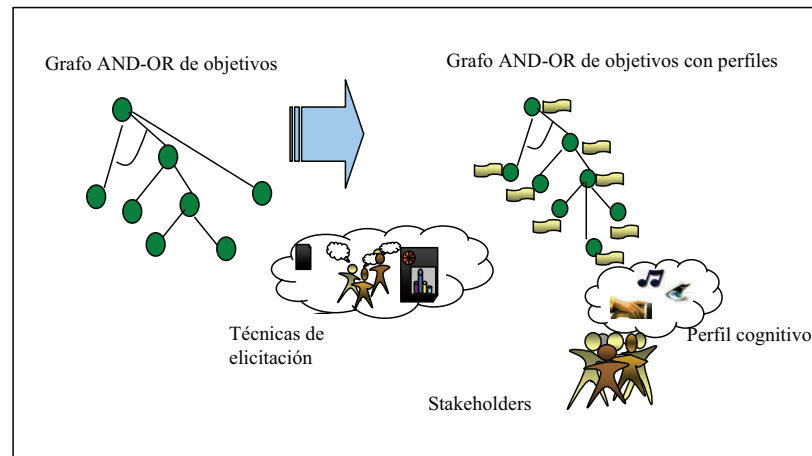 Grafo AND-OR de objetivos
Grafo AND-OR de objetivos con perfiles
Técnicas de
elicitación
Perfil cognitivo
Stakeholders